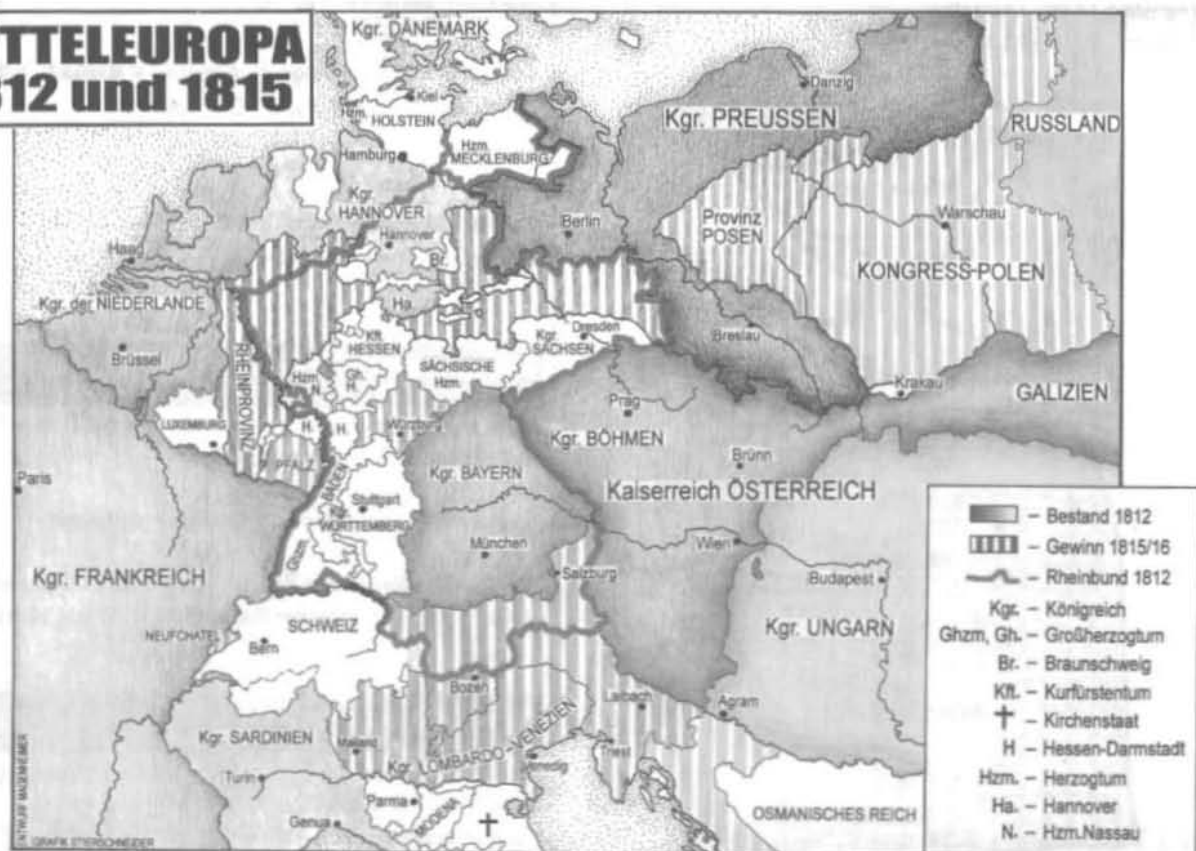 TTELEUROPA
312 und 1815
Kgr. DÄNEMARK
Kiel
Hzm.
HOLSTEIN
Hamburg
Hzm.
MECKLENBURG
Danzig
Kgr. PREUSSEN
RUSSLAND
Kgr.
HANNOVER
Hannover
Berlin
Provinz
POSEN
Warschau
KONGRESS-POLEN
Haag
B
Ha
Kgr. der NIEDERLANDE
Brüssel
RHEINPROVINZ
Kft.
HESSEN
Gh.
H.
Hzm.
N.
Kgr.
SACHSEN
Dresden
SÄCHSISCHE
Hzm.
Breslau
Krakau
GALIZIEN
LUXEMBURG
H.
H.
Würzburg
PFALZ
Prag
Kgr. BÖHMEN
Brünn
Kgr. BAYERN
Kaiserreich ÖSTERREICH
Paris
Ghzm. BADEN
Stuttgart
Kgr.
WÜRTTEMBERG
München
Salzburg
Wien
Budapest
Kgr. FRANKREICH
Kgr. UNGARN
NEUFCHATEL
SCHWEIZ
Bern
Bozen
Laibach
Agram
Kgr. SARDINIEN
Mailand
Kgr. LOMBARDO-VENEZIEN
Venedig
Triest
Turin
Parma
MODENA
Genua
OSMANISCHES REICH
– Bestand 1812
– Gewinn 1815/16
– Rheinbund 1812
Kgr. – Königreich
Ghzm, Gh. – Großherzogtum
Br. – Braunschweig
Kft. – Kurfürstentum
– Kirchenstaat
H – Hessen-Darmstadt
Hzm. – Herzogtum
Ha. – Hannover
N. – Hzm.Nassau
GRAFIK STIERSCHNEIDER